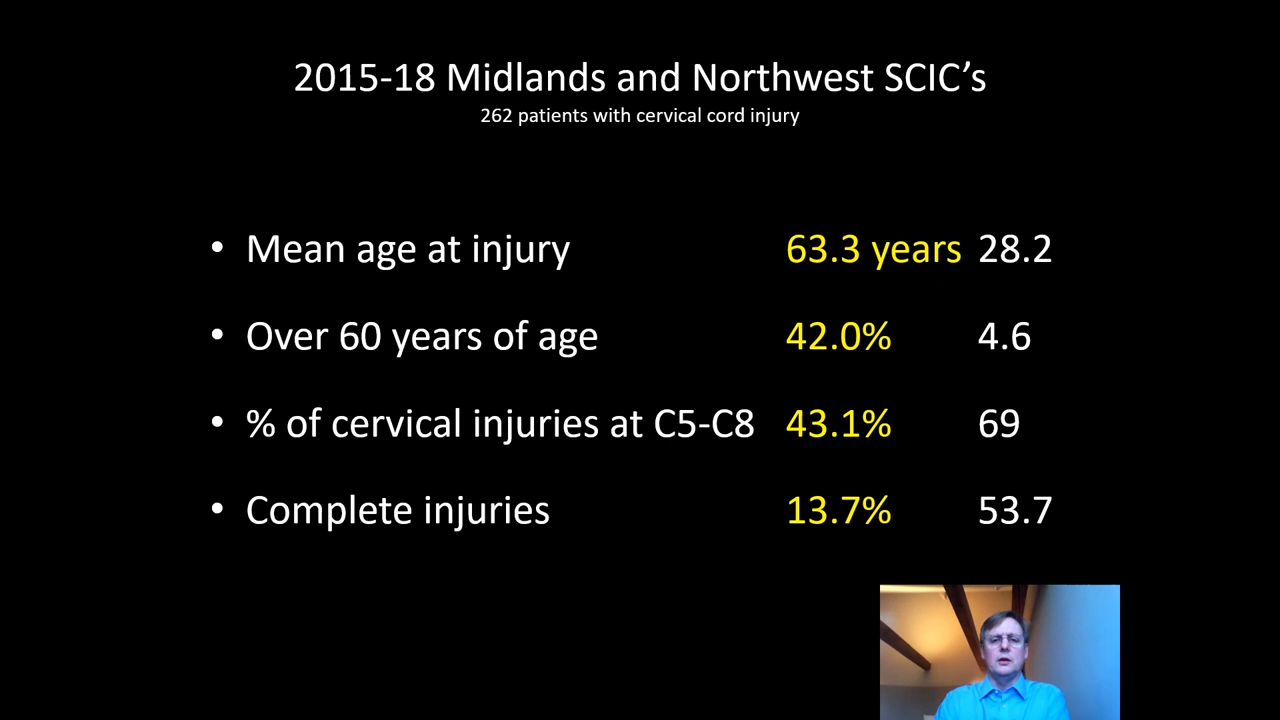 2015-18 Midlands and Northwest SCIC’s
262 patients with cervical cord injury
• Mean age at injury 63.3 years 28.2
• Over 60 years of age 42.0% 4.6
• % of cervical injuries at C5-C8 43.1% 69
• Complete injuries 13.7% 53.7